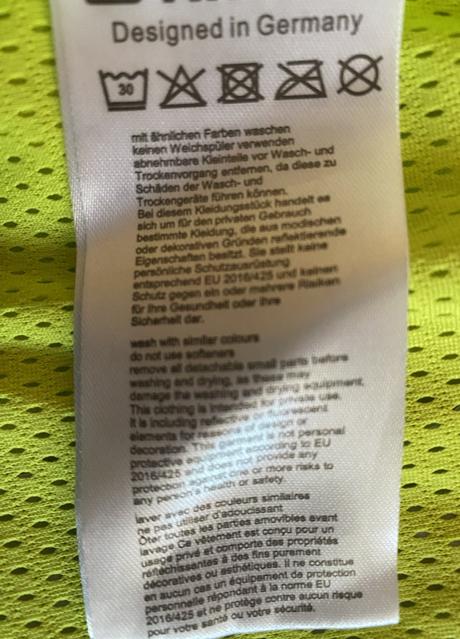 Designed in Germany
30
mit ähnlichen Farben waschen
keinen Weichspüler verwenden
abnehmbare Kleinteile vor Wasch- und
Trockenvorgang entfernen, da diese zu
Schäden der Wasch- und
Trockengeräte führen können.
Bei diesem Kleidungsstück handelt es
sich um für den privaten Gebrauch
bestimmte Kleidung, die aus modischen
oder dekorativen Gründen reflektierende
Eigenschaften besitzt. Sie stellt keine
persönliche Schutzausrüstung
entsprechend EU 2016/425 und keinen
Schutz gegen ein oder mehrere Risiken
für Ihre Gesundheit oder Ihre
Sicherheit dar.
wash with similar colours
do not use softeners
remove all detachable small parts before
washing and drying, as these may
damage the washing and drying equipment.
This clothing is intended for private use.
It is including reflective or fluorescent
elements for reasons of design or
decoration. This garment is not personal
protective equipment according to EU
2016/425 and does not provide any
protection against one or more risks to
any person's health or safety.
laver avec des couleurs similaires
ne pas utiliser d'adoucissant
Ôter toutes les parties amovibles avant
lavage Ca vêtement est conçu pour un
usage privé et comporte des propriétés
réfléchissantes à des fins purement
décoratives ou esthétiques. Il ne constitue
en aucun cas un équipement de protection
personnelle répondant à la norme EU
2016/425 et ne protège contre aucun risque
pour votre santé ou votre sécurité.